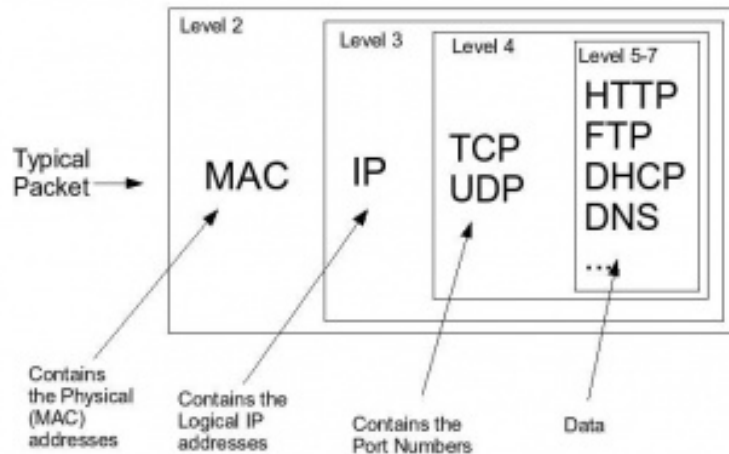 Level 2
Level 3
Level 4
Level 5-7
HTTP
FTP
DHCP
DNS
...
TCP
UDP
IP
MAC
Typical
Packet
Contains
the Physical
(MAC)
addresses
Contains the
Logical IP
addresses
Contains the
Port Numbers
Data